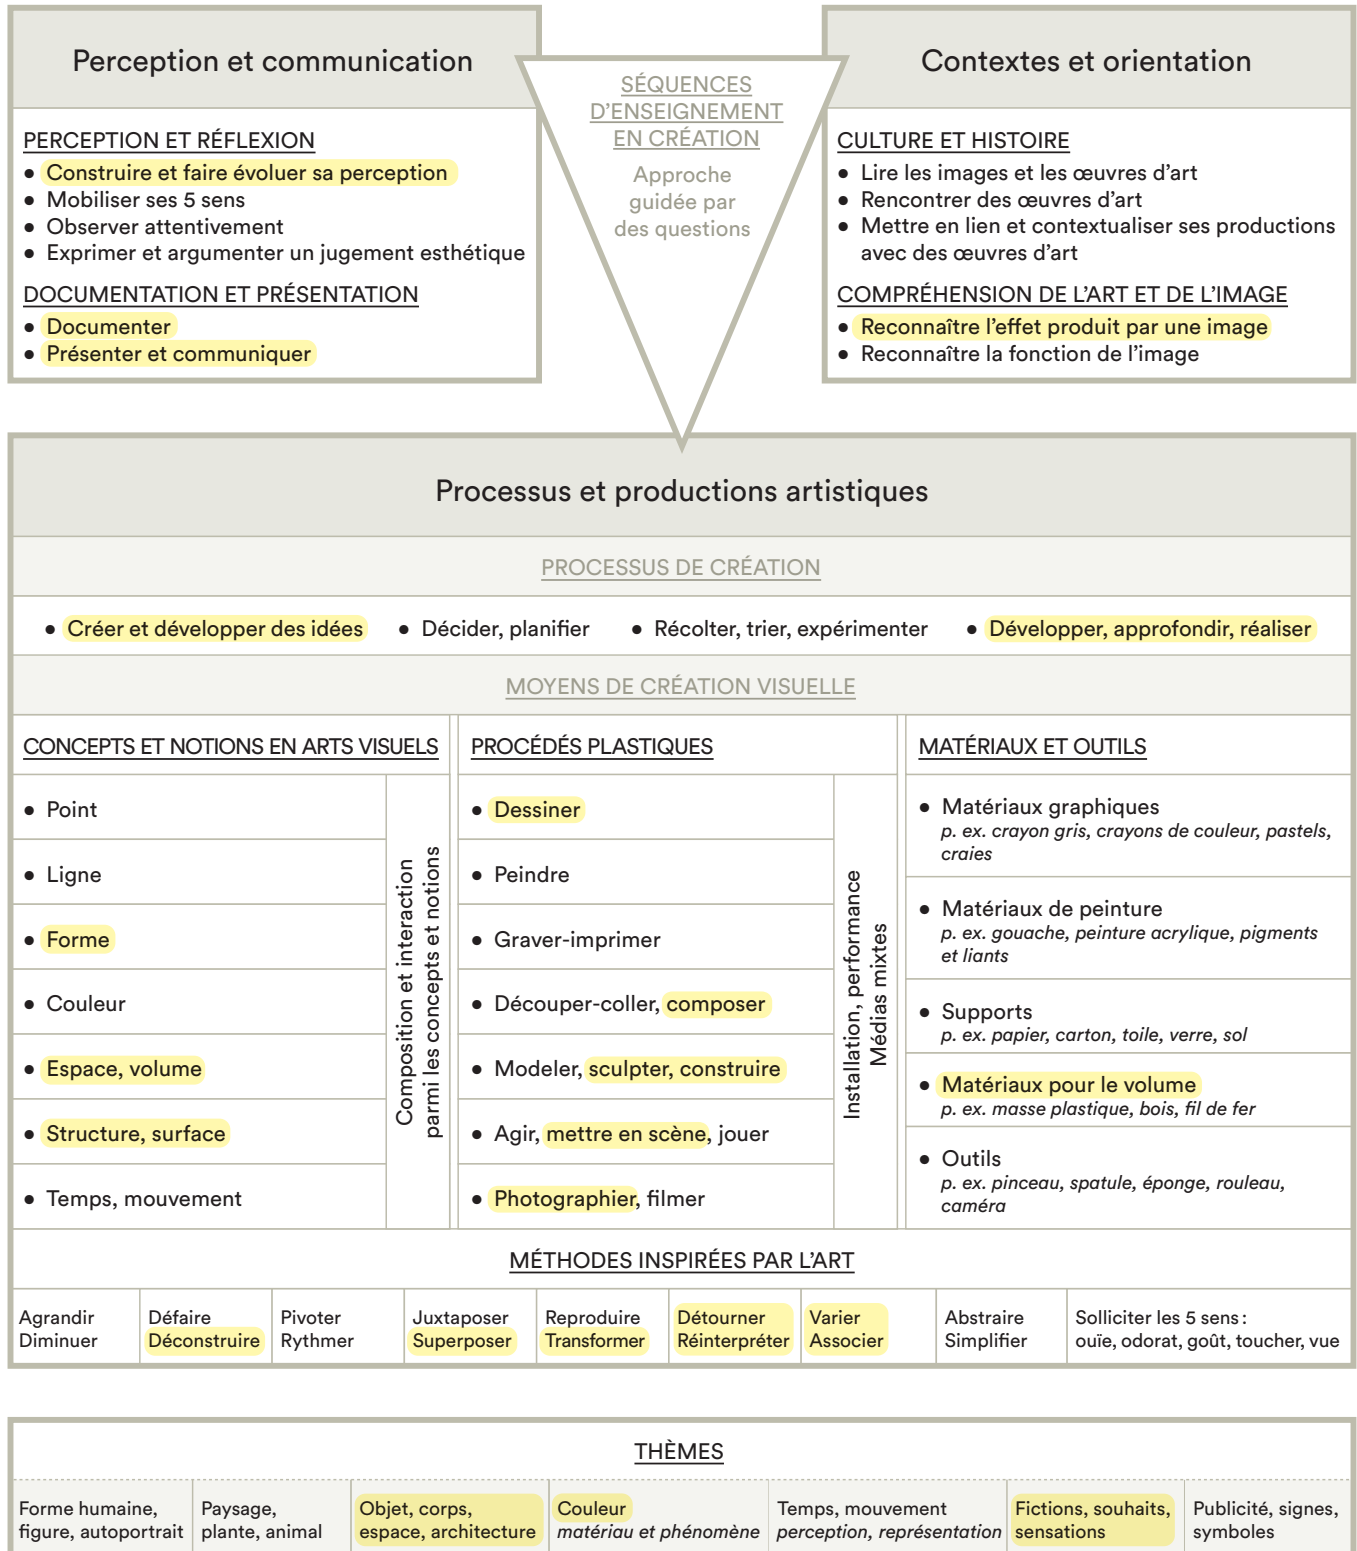 Perception et communication
PERCEPTION ET RÉFLEXION
• Construire et faire évoluer sa perception
• Mobiliser ses 5 sens
• Observer attentivement
• Exprimer et argumenter un jugement esthétique
DOCUMENTATION ET PRÉSENTATION
• Documenter
• Présenter et communiquer
SÉQUENCES
D'ENSEIGNEMENT
EN CRÉATION
Approche
guidée par
des questions
Contextes et orientation
CULTURE ET HISTOIRE
• Lire les images et les œuvres d'art
• Rencontrer des œuvres d'art
• Mettre en lien et contextualiser ses productions
avec des œuvres d'art
COMPRÉHENSION DE L'ART ET DE L'IMAGE
• Reconnaître l'effet produit par une image
• Reconnaître la fonction de l'image
Processus et productions artistiques
PROCESSUS DE CRÉATION
• Créer et développer des idées • Décider, planifier • Récolter, trier, expérimenter • Développer, approfondir, réaliser
MOYENS DE CRÉATION VISUELLE
CONCEPTS ET NOTIONS EN ARTS VISUELS
• Point
• Ligne
• Forme
• Couleur
• Espace, volume
• Structure, surface
• Temps, mouvement
Composition et interaction
parmi les concepts et notions
PROCÉDÉS PLASTIQUES
• Dessiner
• Peindre
• Graver-imprimer
• Découper-coller, composer
• Modeler, sculpter, construire
• Agir, mettre en scène, jouer
• Photographier, filmer
Installation, performance
Médias mixtes
MATÉRIAUX ET OUTILS
• Matériaux graphiques
p. ex. crayon gris, crayons de couleur, pastels,
craies
• Matériaux de peinture
p. ex. gouache, peinture acrylique, pigments
et liants
• Supports
p. ex. papier, carton, toile, verre, sol
• Matériaux pour le volume
p. ex. masse plastique, bois, fil de fer
• Outils
p. ex. pinceau, spatule, éponge, rouleau,
caméra
MÉTHODES INSPIRÉES PAR L'ART
Agrandir
Diminuer
Défaire
Déconstruire
Pivoter
Rythmer
Juxtaposer
Superposer
Reproduire
Transformer
Détourner
Réinterpréter
Varier
Associer
Abstraire
Simplifier
Solliciter les 5 sens :
ouïe, odorat, goût, toucher, vue
THÈMES
Forme humaine,
figure, autoportrait
Paysage,
plante, animal
Objet, corps,
espace, architecture
Couleur
matériau et phénomène
Temps, mouvement
perception, représentation
Fictions, souhaits,
sensations
Publicité, signes,
symboles